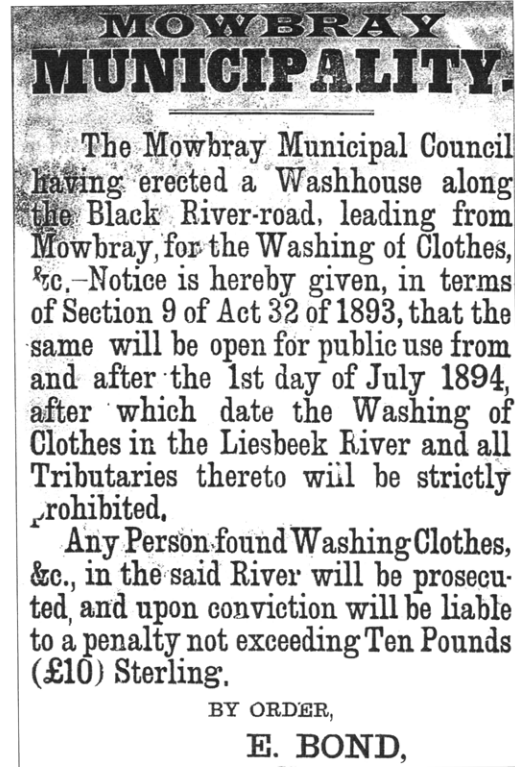 MOWBRAY
MUNICIPALITY.
The Mowbray Municipal Council
having erected a Washhouse along
the Black River-road, leading from
Mowbray, for the Washing of Clothes,
&c.-Notice is hereby given, in terms
of Section 9 of Act 32 of 1893, that the
same will be open for public use from
and after the 1st day of July 1894,
after which date the Washing of
Clothes in the Liesbeek River and all
Tributaries thereto will be strictly
prohibited.
Any Person found Washing Clothes,
&c., in the said River will be prosecu-
ted, and upon conviction will be liable
to a penalty not exceeding Ten Pounds
(£10) Sterling.
BY ORDER,
E. BOND,